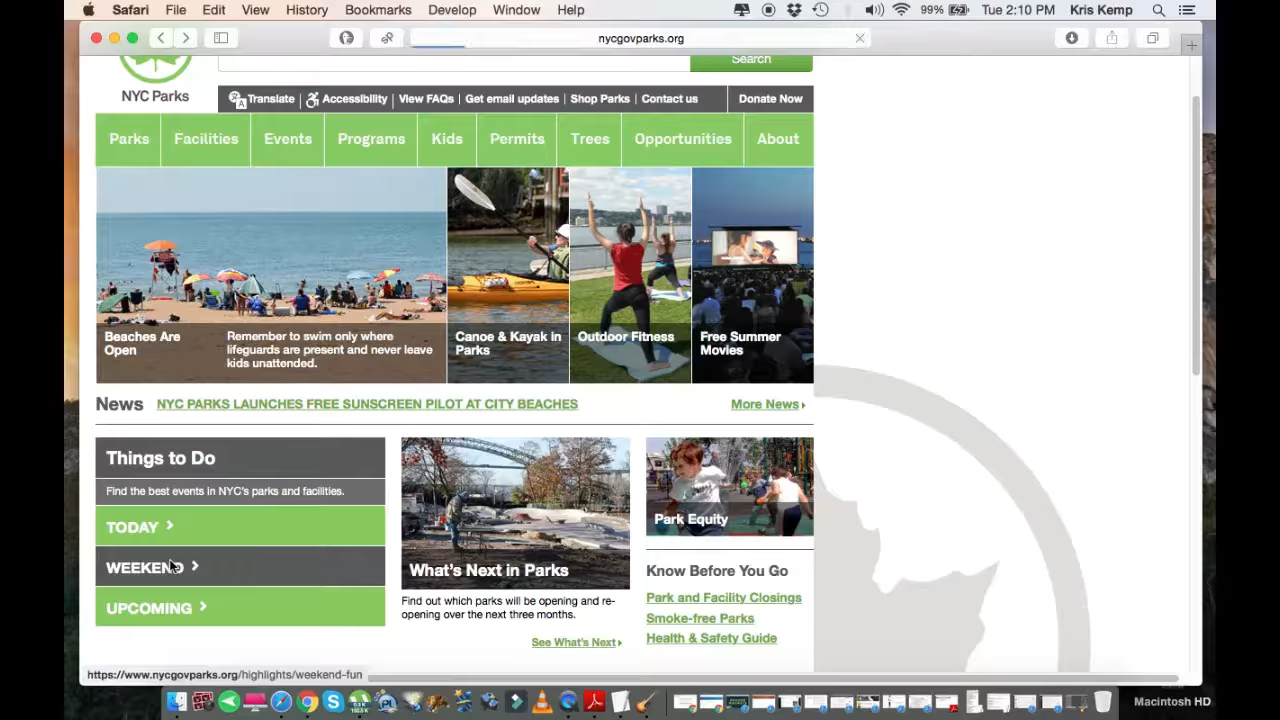 Safari File Edit View History Bookmarks Develop Window Help 99% Tue 2:10 PM Kris Kemp
nycgovparks.org
Search
NYC Parks
Translate Accessibility View FAQs Get email updates Shop Parks Contact us Donate Now
Parks Facilities Events Programs Kids Permits Trees Opportunities About
Beaches Are
Open
Remember to swim only where
lifeguards are present and never leave
kids unattended.
Canoe & Kayak in
Parks
Outdoor Fitness
Free Summer
Movies
News NYC PARKS LAUNCHES FREE SUNSCREEN PILOT AT CITY BEACHES More News
Things to Do
Find the best events in NYC's parks and facilities.
TODAY
WEEKEND
UPCOMING
What's Next in Parks
Find out which parks will be opening and re-
opening over the next three months.
See What's Next
Park Equity
Know Before You Go
Park and Facility Closings
Smoke-free Parks
Health & Safety Guide
https://www.nycgovparks.org/highlights/weekend-fun
Macintosh HD